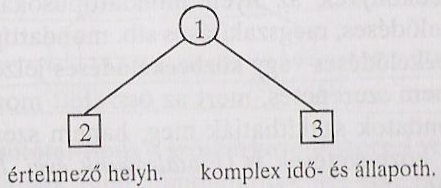 1
2
3
értelmező helyh.
komplex idő- és állapoth.